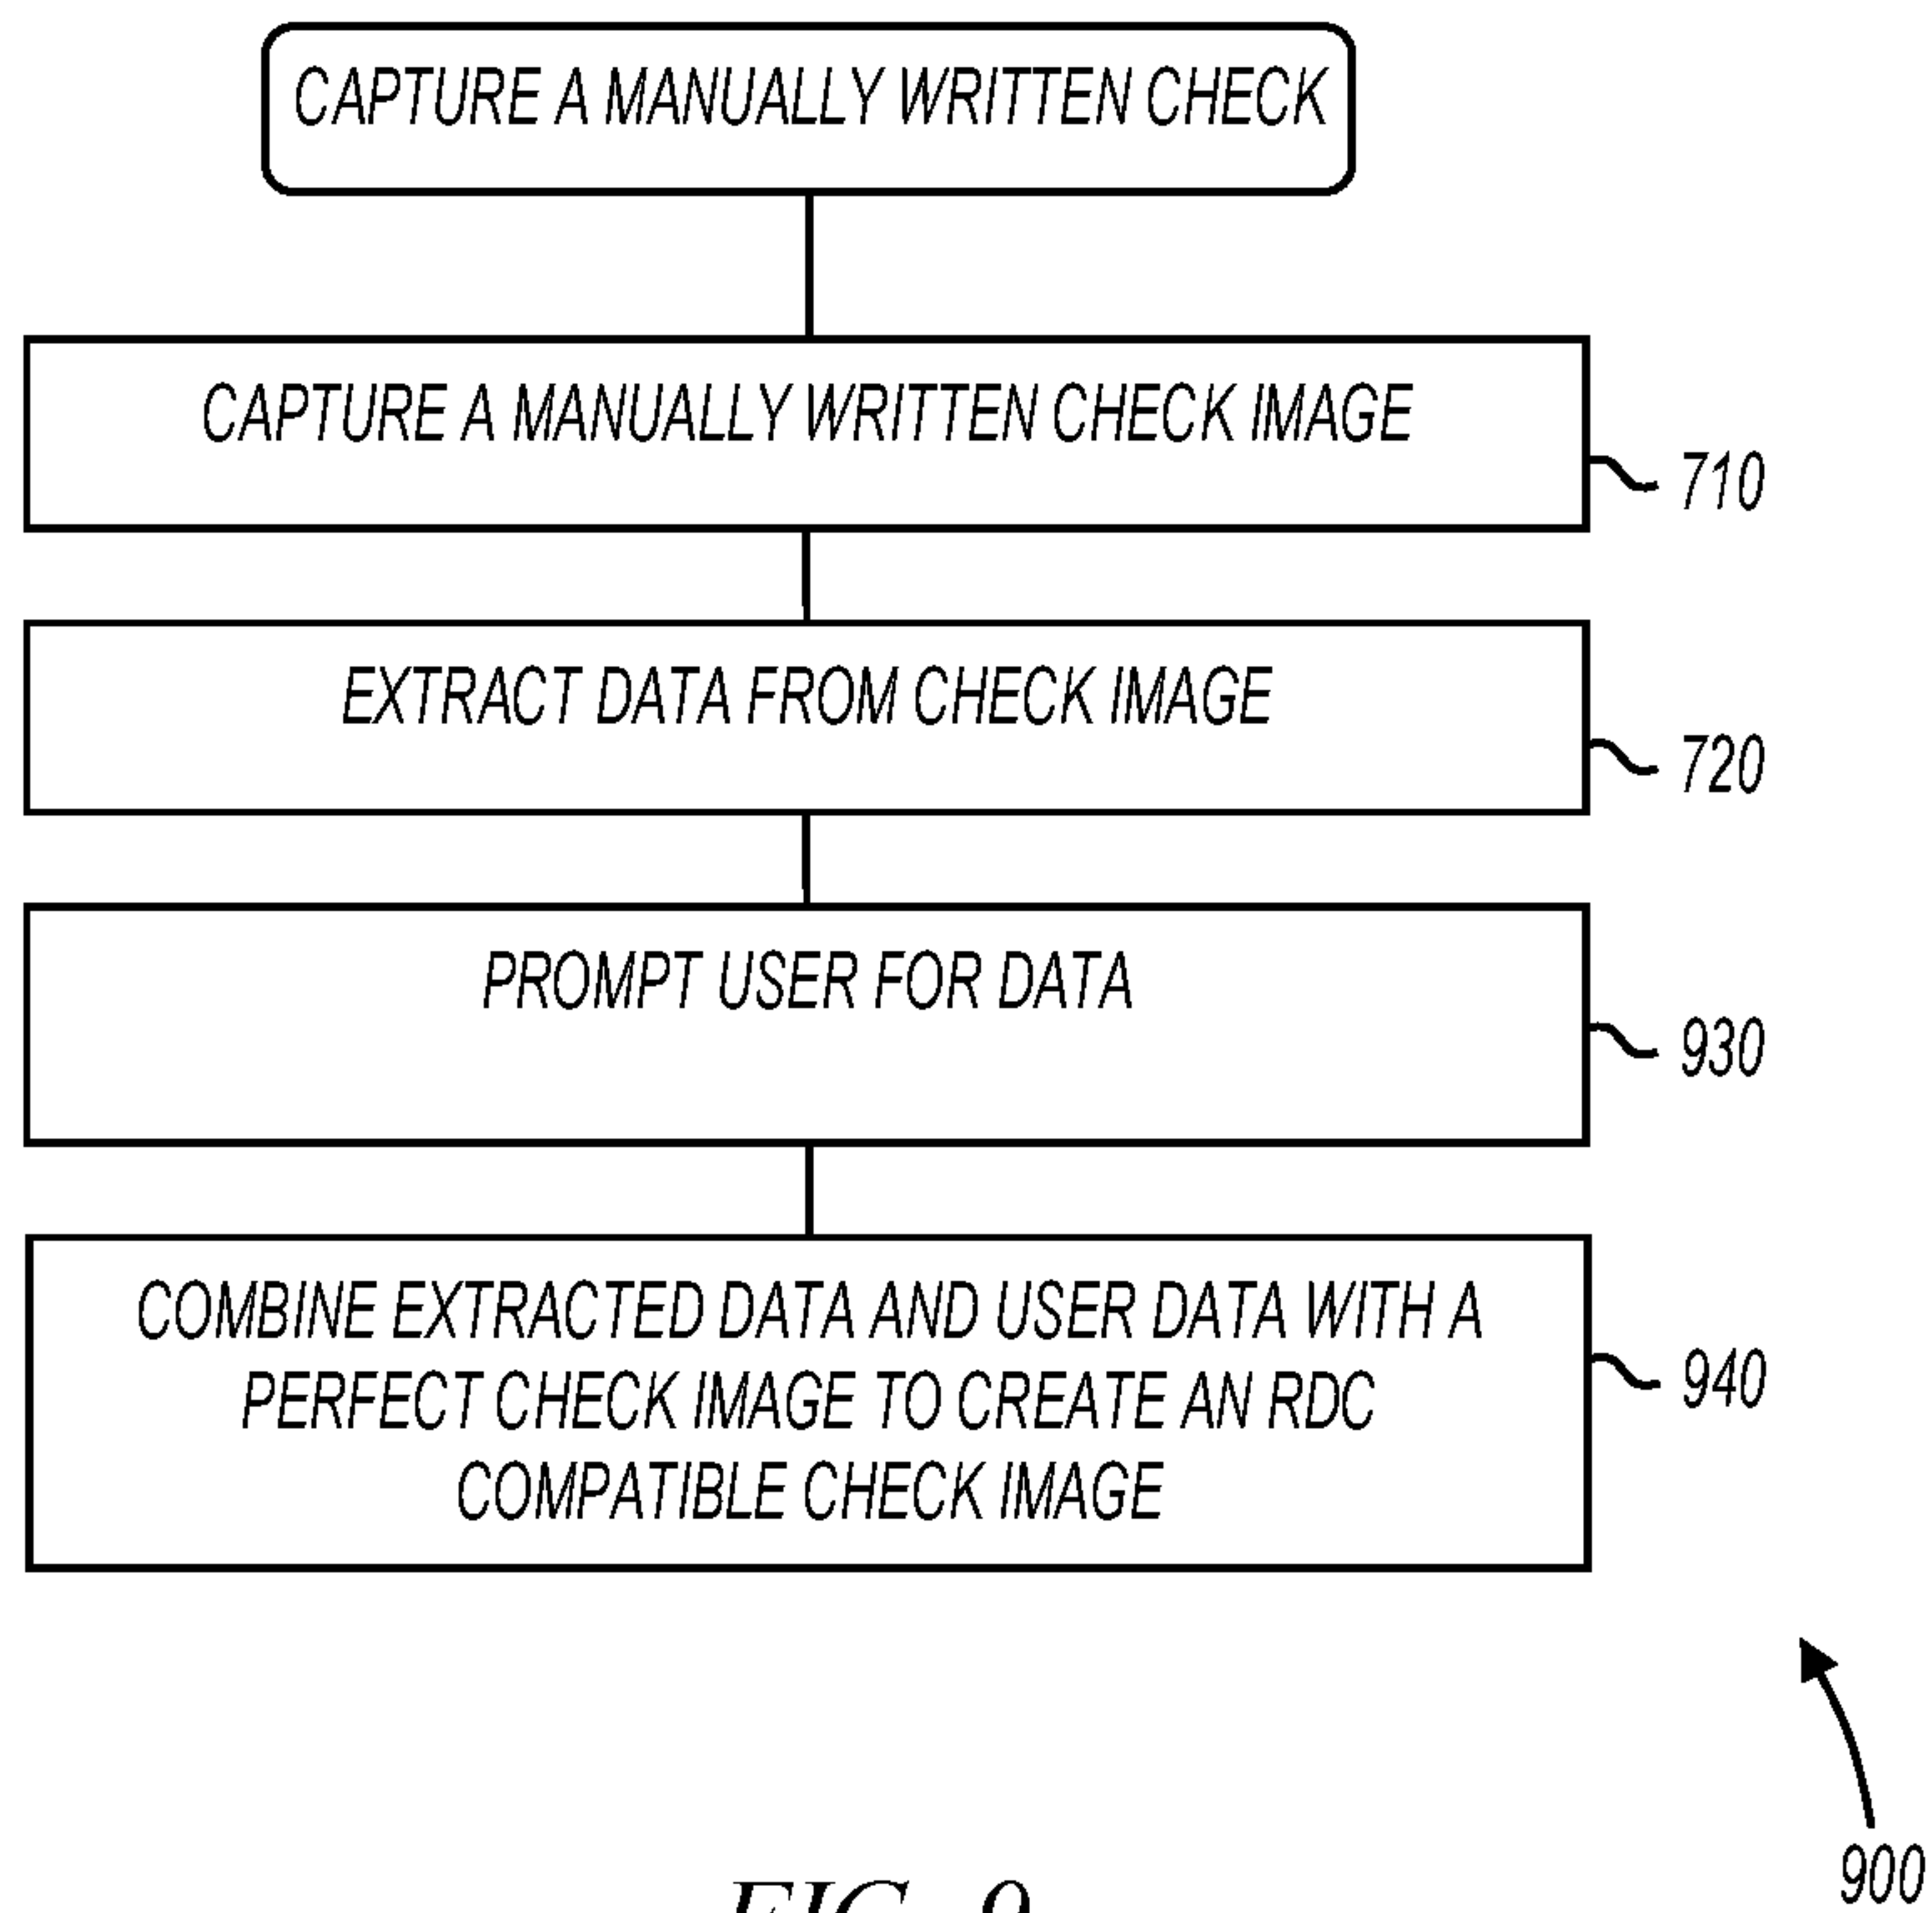 CAPTURE A MANUALLY WRITTEN CHECK
CAPTURE A MANUALLY WRITTEN CHECK IMAGE
710
EXTRACT DATA FROM CHECK IMAGE
720
PROMPT USER FOR DATA
930
COMBINE EXTRACTED DATA AND USER DATA WITH A
PERFECT CHECK IMAGE TO CREATE AN RDC
COMPATIBLE CHECK IMAGE
940
900
FIG. 9